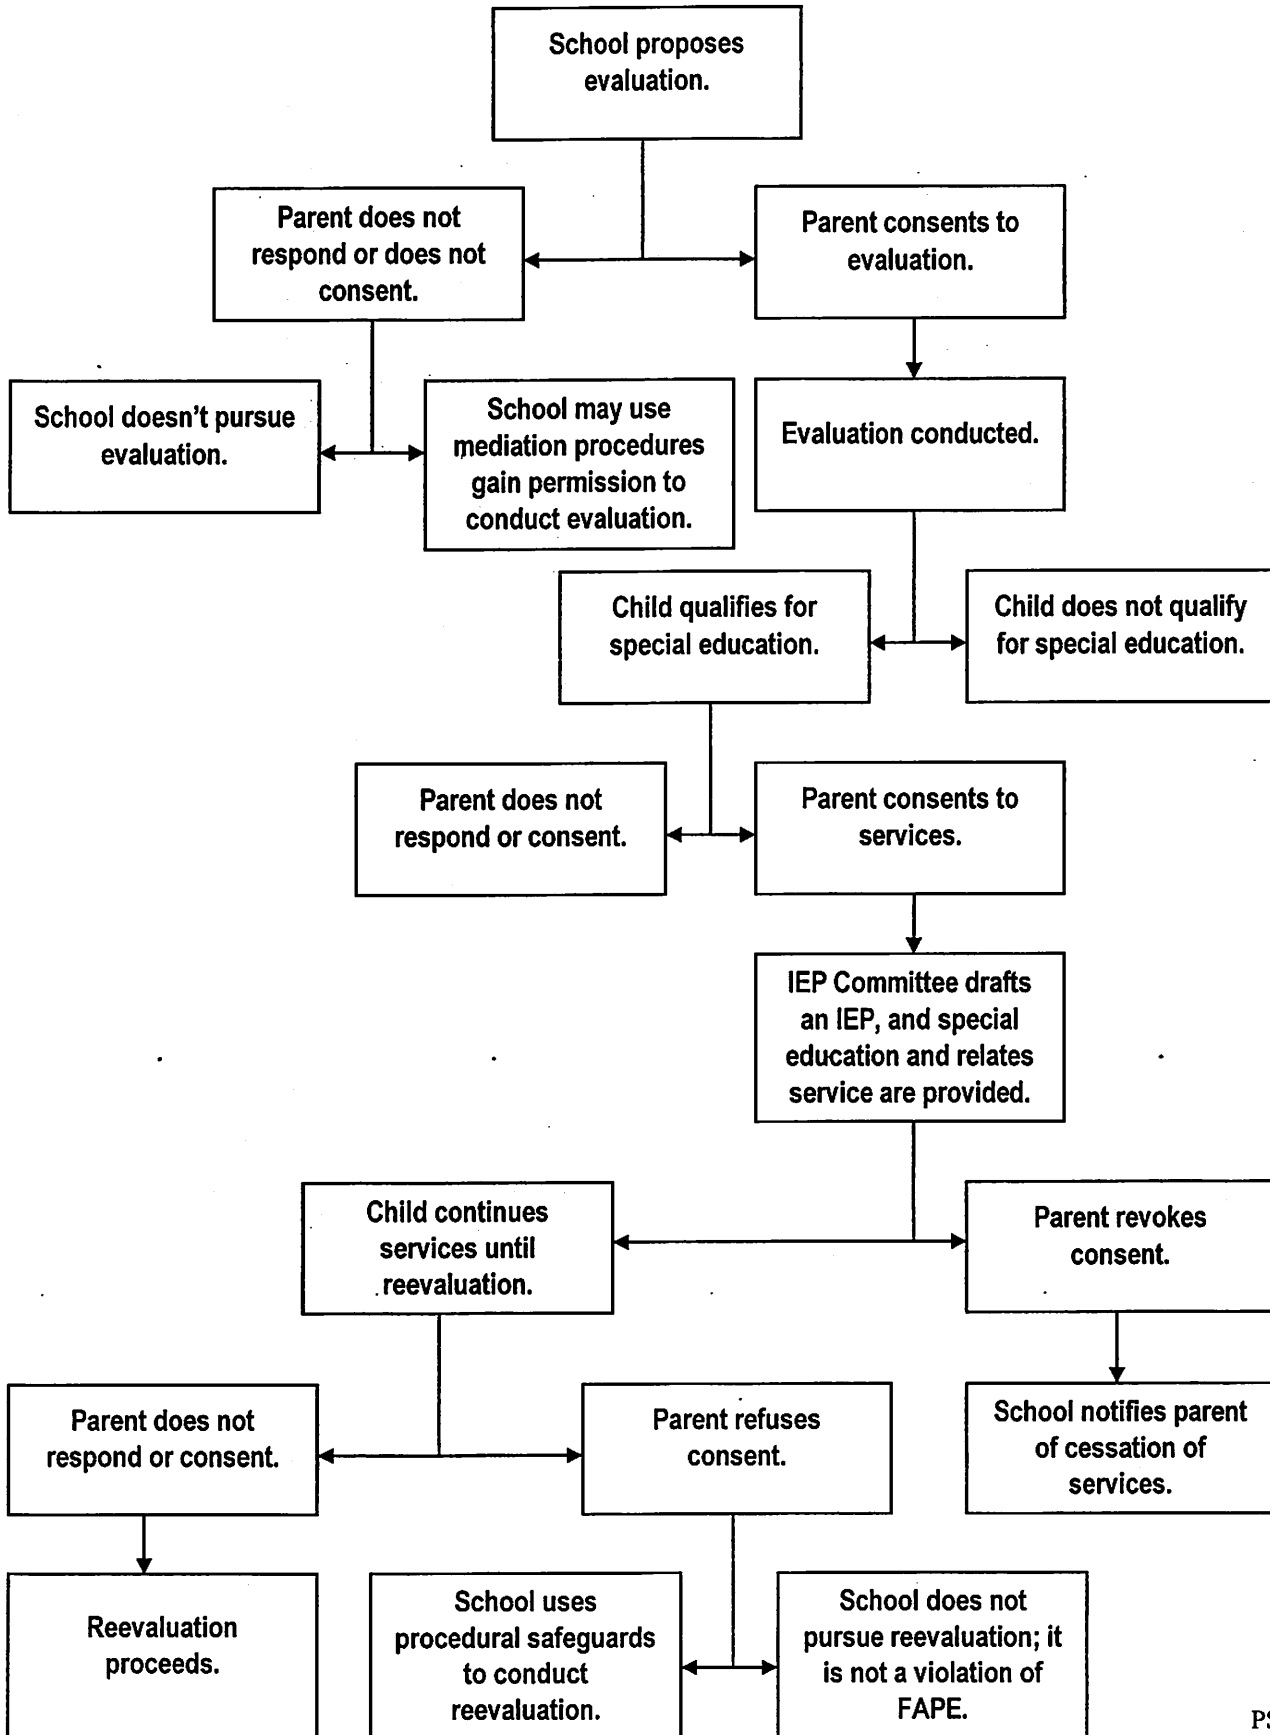 School proposes
evaluation.
Parent does not
respond or does not
consent.
Parent consents to
evaluation.
School doesn't pursue
evaluation.
School may use
mediation procedures
gain permission to
conduct evaluation.
Evaluation conducted.
Child qualifies for
special education.
Child does not qualify
for special education.
Parent does not
respond or consent.
Parent consents to
services.
IEP Committee drafts
an IEP, and special
education and relates
service are provided.
Child continues
services until
reevaluation.
Parent revokes
consent.
Parent does not
respond or consent.
Parent refuses
consent.
School notifies parent
of cessation of
services.
Reevaluation
proceeds.
School uses
procedural safeguards
to conduct
reevaluation.
School does not
pursue reevaluation; it
is not a violation of
FAPE.